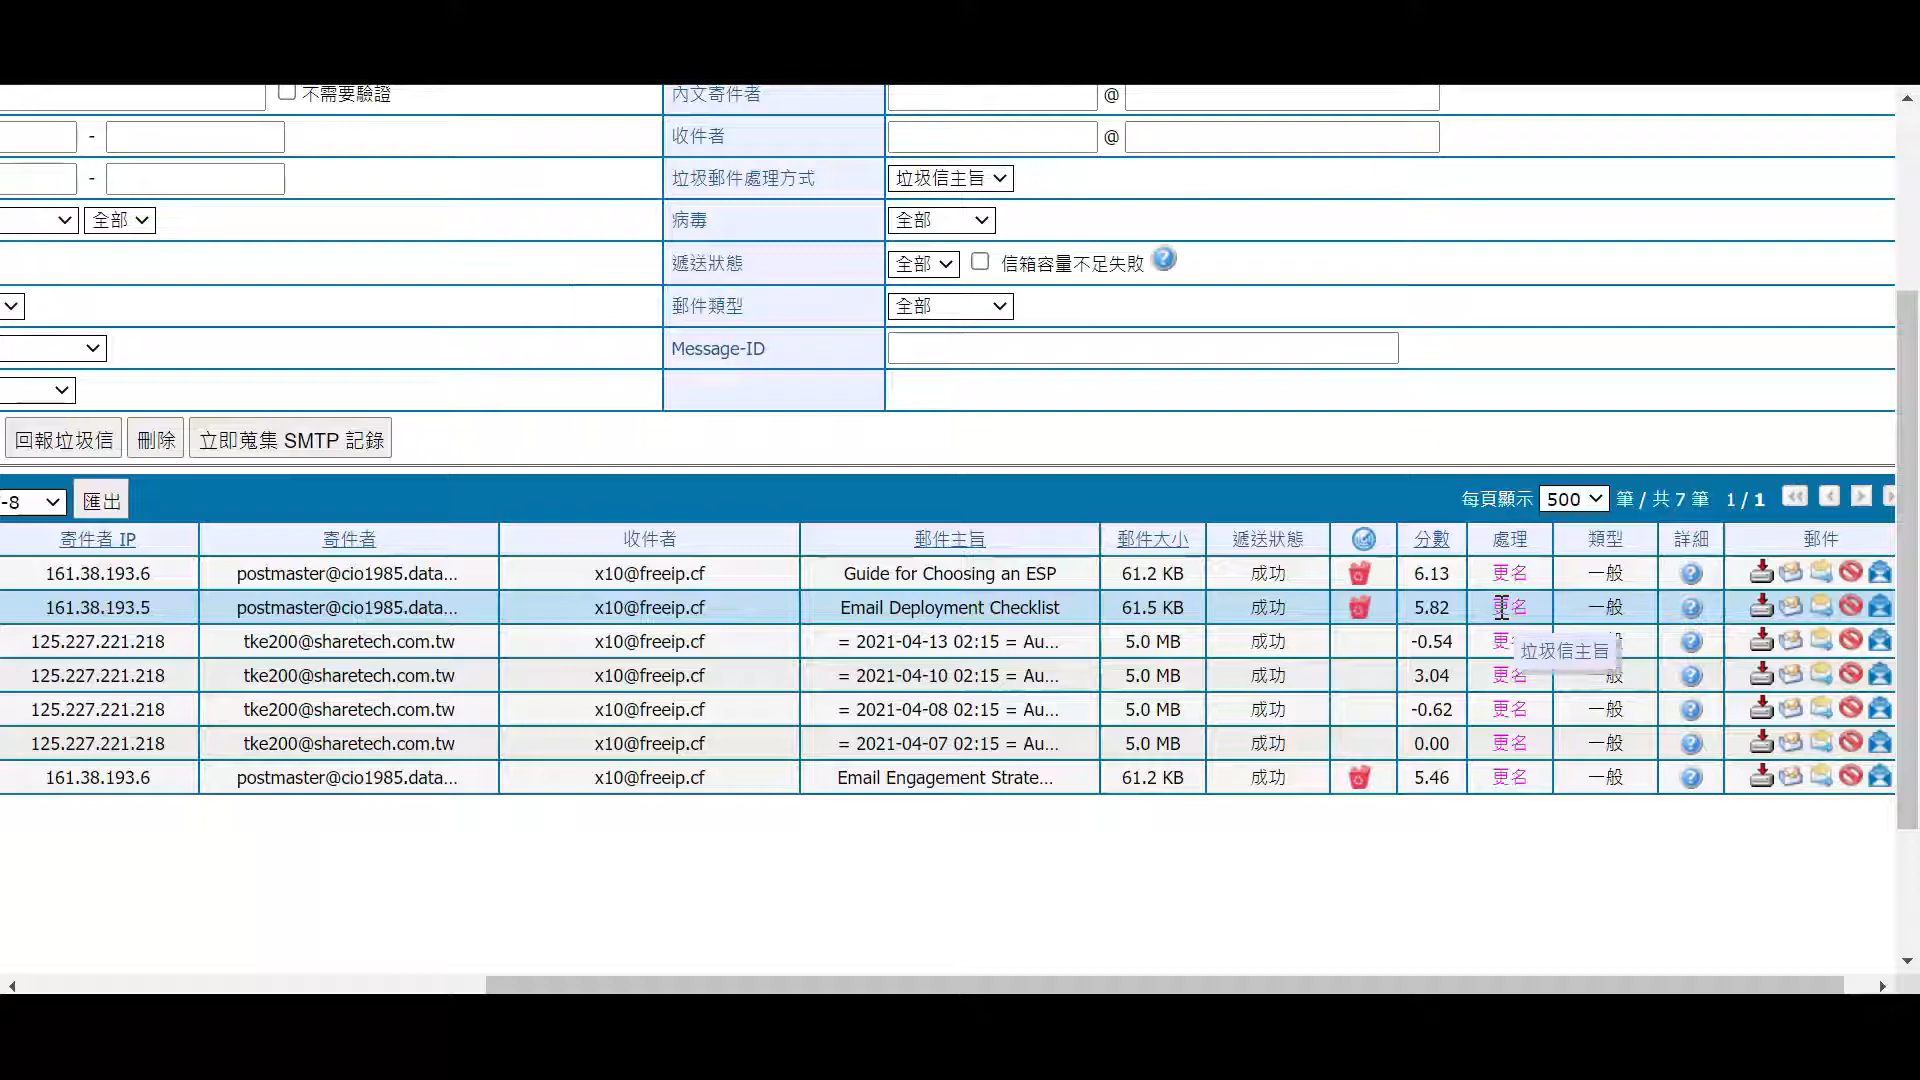 不需要驗證 內文寄件者 @
- 收件者 @
- 垃圾郵件處理方式 垃圾信主旨
全部 病毒 全部
遞送狀態 全部 信箱容量不足失敗
郵件類型 全部
Message-ID
回報垃圾信 刪除 立即蒐集 SMTP 記錄
-8 匯出 每頁顯示 500 筆 / 共 7 筆 1 / 1
寄件者 IP 寄件者 收件者 郵件主旨 郵件大小 遞送狀態 分數 處理 類型 詳細 郵件
161.38.193.6 postmaster@cio1985.data... x10@freeip.cf Guide for Choosing an ESP 61.2 KB 成功 6.13 更名 一般
161.38.193.5 postmaster@cio1985.data... x10@freeip.cf Email Deployment Checklist 61.5 KB 成功 5.82 更名 一般
125.227.221.218 tke200@sharetech.com.tw x10@freeip.cf = 2021-04-13 02:15 = Au... 5.0 MB 成功 -0.54 更
垃圾信主旨
125.227.221.218 tke200@sharetech.com.tw x10@freeip.cf = 2021-04-10 02:15 = Au... 5.0 MB 成功 3.04 更名 一般
125.227.221.218 tke200@sharetech.com.tw x10@freeip.cf = 2021-04-08 02:15 = Au... 5.0 MB 成功 -0.62 更名 一般
125.227.221.218 tke200@sharetech.com.tw x10@freeip.cf = 2021-04-07 02:15 = Au... 5.0 MB 成功 0.00 更名 一般
161.38.193.6 postmaster@cio1985.data... x10@freeip.cf Email Engagement Strate... 61.2 KB 成功 5.46 更名 一般